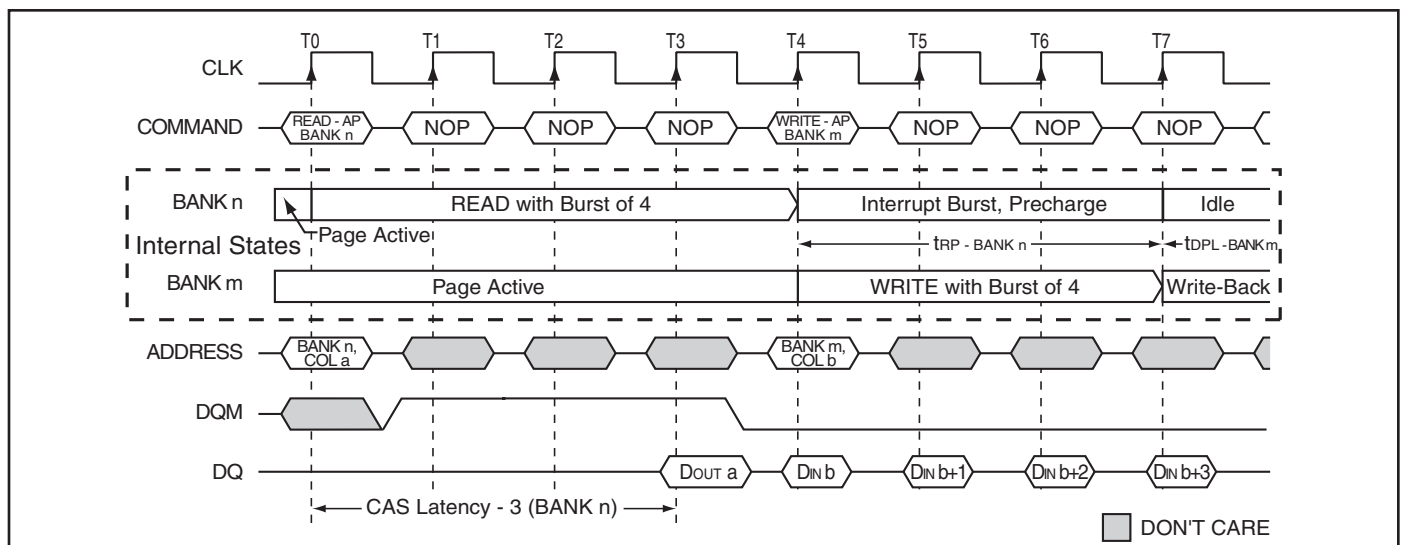 T0 T1 T2 T3 T4 T5 T6 T7
CLK
COMMAND READ - AP BANK n NOP NOP NOP WRITE - AP BANK m NOP NOP NOP
BANK n READ with Burst of 4 Interrupt Burst, Precharge Idle
Internal States Page Active tRP - BANK n tDPL - BANK m
BANK m Page Active WRITE with Burst of 4 Write-Back
ADDRESS BANK n, COL a BANK m, COL b
DQM
DQ DOUT a DIN b DIN b+1 DIN b+2 DIN b+3
CAS Latency - 3 (BANK n)
DON'T CARE